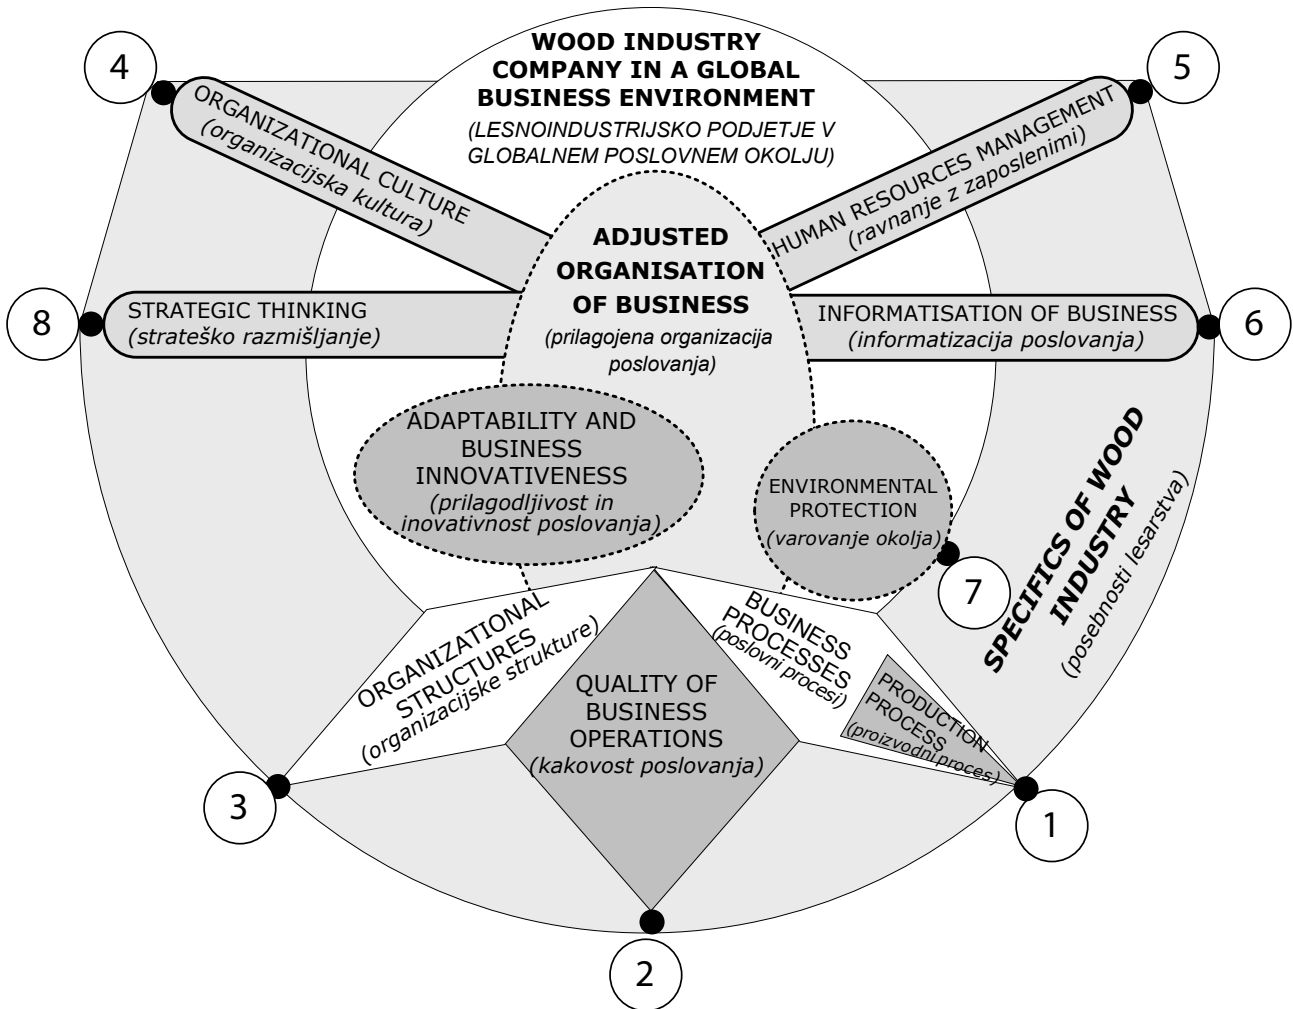 WOOD INDUSTRY
COMPANY IN A GLOBAL
BUSINESS ENVIRONMENT
(LESNOINDUSTRIJSKO PODJETJE V
GLOBALNEM POSLOVNEM OKOLJU)
4
ORGANIZATIONAL CULTURE
(organizacijska kultura)
5
HUMAN RESOURCES MANAGEMENT
(ravnanje z zaposlenimi)
ADJUSTED
ORGANISATION
OF BUSINESS
(prilagojena organizacija
poslovanja)
8
STRATEGIC THINKING
(strateško razmišljanje)
INFORMATISATION OF BUSINESS
(informatizacija poslovanja)
6
ADAPTABILITY AND
BUSINESS
INNOVATIVENESS
(prilagodljivost in
inovativnost poslovanja)
ENVIRONMENTAL
PROTECTION
(varovanje okolja)
7
SPECIFICS OF WOOD
INDUSTRY
(posebnosti lesarstva)
ORGANIZATIONAL
STRUCTURES
(organizacijske strukture)
BUSINESS
PROCESSES
(poslovni procesi)
QUALITY OF
BUSINESS
OPERATIONS
(kakovost poslovanja)
PRODUCTION
PROCESS
(proizvodni proces)
3
1
2